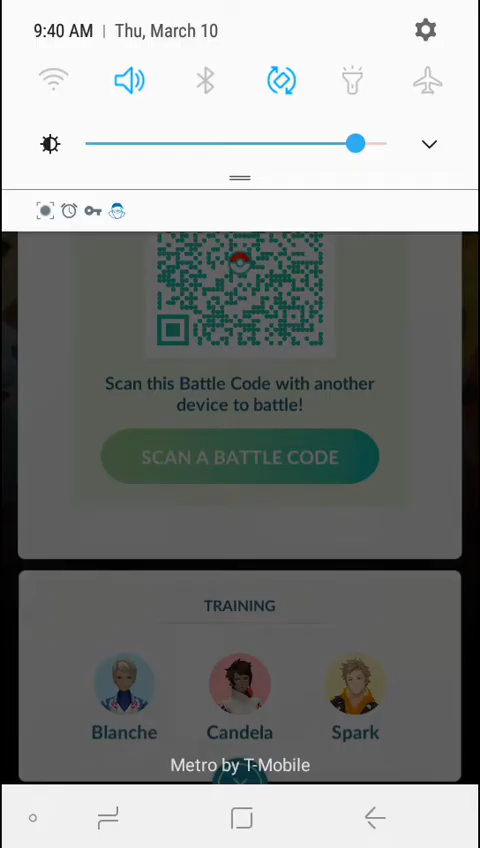 9:40 AM | Thu, March 10
Scan this Battle Code with another
device to battle!
SCAN A BATTLE CODE
TRAINING
Blanche Candela Spark
Metro by T-Mobile